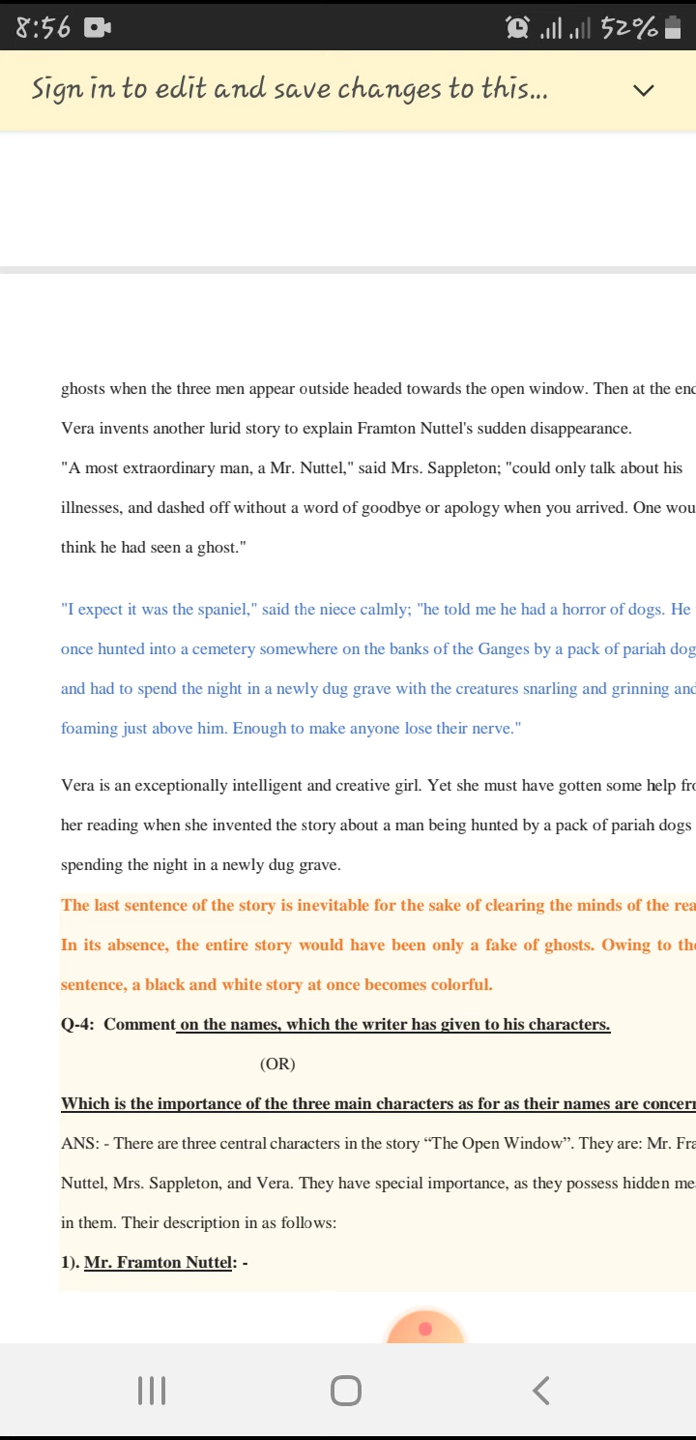 8:56
52%
Sign in to edit and save changes to this...
ghosts when the three men appear outside headed towards the open window. Then at the end
Vera invents another lurid story to explain Framton Nuttel's sudden disappearance.
"A most extraordinary man, a Mr. Nuttel," said Mrs. Sappleton; "could only talk about his
illnesses, and dashed off without a word of goodbye or apology when you arrived. One wou
think he had seen a ghost."
"I expect it was the spaniel," said the niece calmly; "he told me he had a horror of dogs. He
once hunted into a cemetery somewhere on the banks of the Ganges by a pack of pariah dog
and had to spend the night in a newly dug grave with the creatures snarling and grinning and
foaming just above him. Enough to make anyone lose their nerve."
Vera is an exceptionally intelligent and creative girl. Yet she must have gotten some help fro
her reading when she invented the story about a man being hunted by a pack of pariah dogs
spending the night in a newly dug grave.
The last sentence of the story is inevitable for the sake of clearing the minds of the rea
In its absence, the entire story would have been only a fake of ghosts. Owing to the
sentence, a black and white story at once becomes colorful.
Q-4: Comment on the names, which the writer has given to his characters.
(OR)
Which is the importance of the three main characters as for as their names are concern
ANS: - There are three central characters in the story “The Open Window”. They are: Mr. Fra
Nuttel, Mrs. Sappleton, and Vera. They have special importance, as they possess hidden me
in them. Their description in as follows:
1). Mr. Framton Nuttel: -